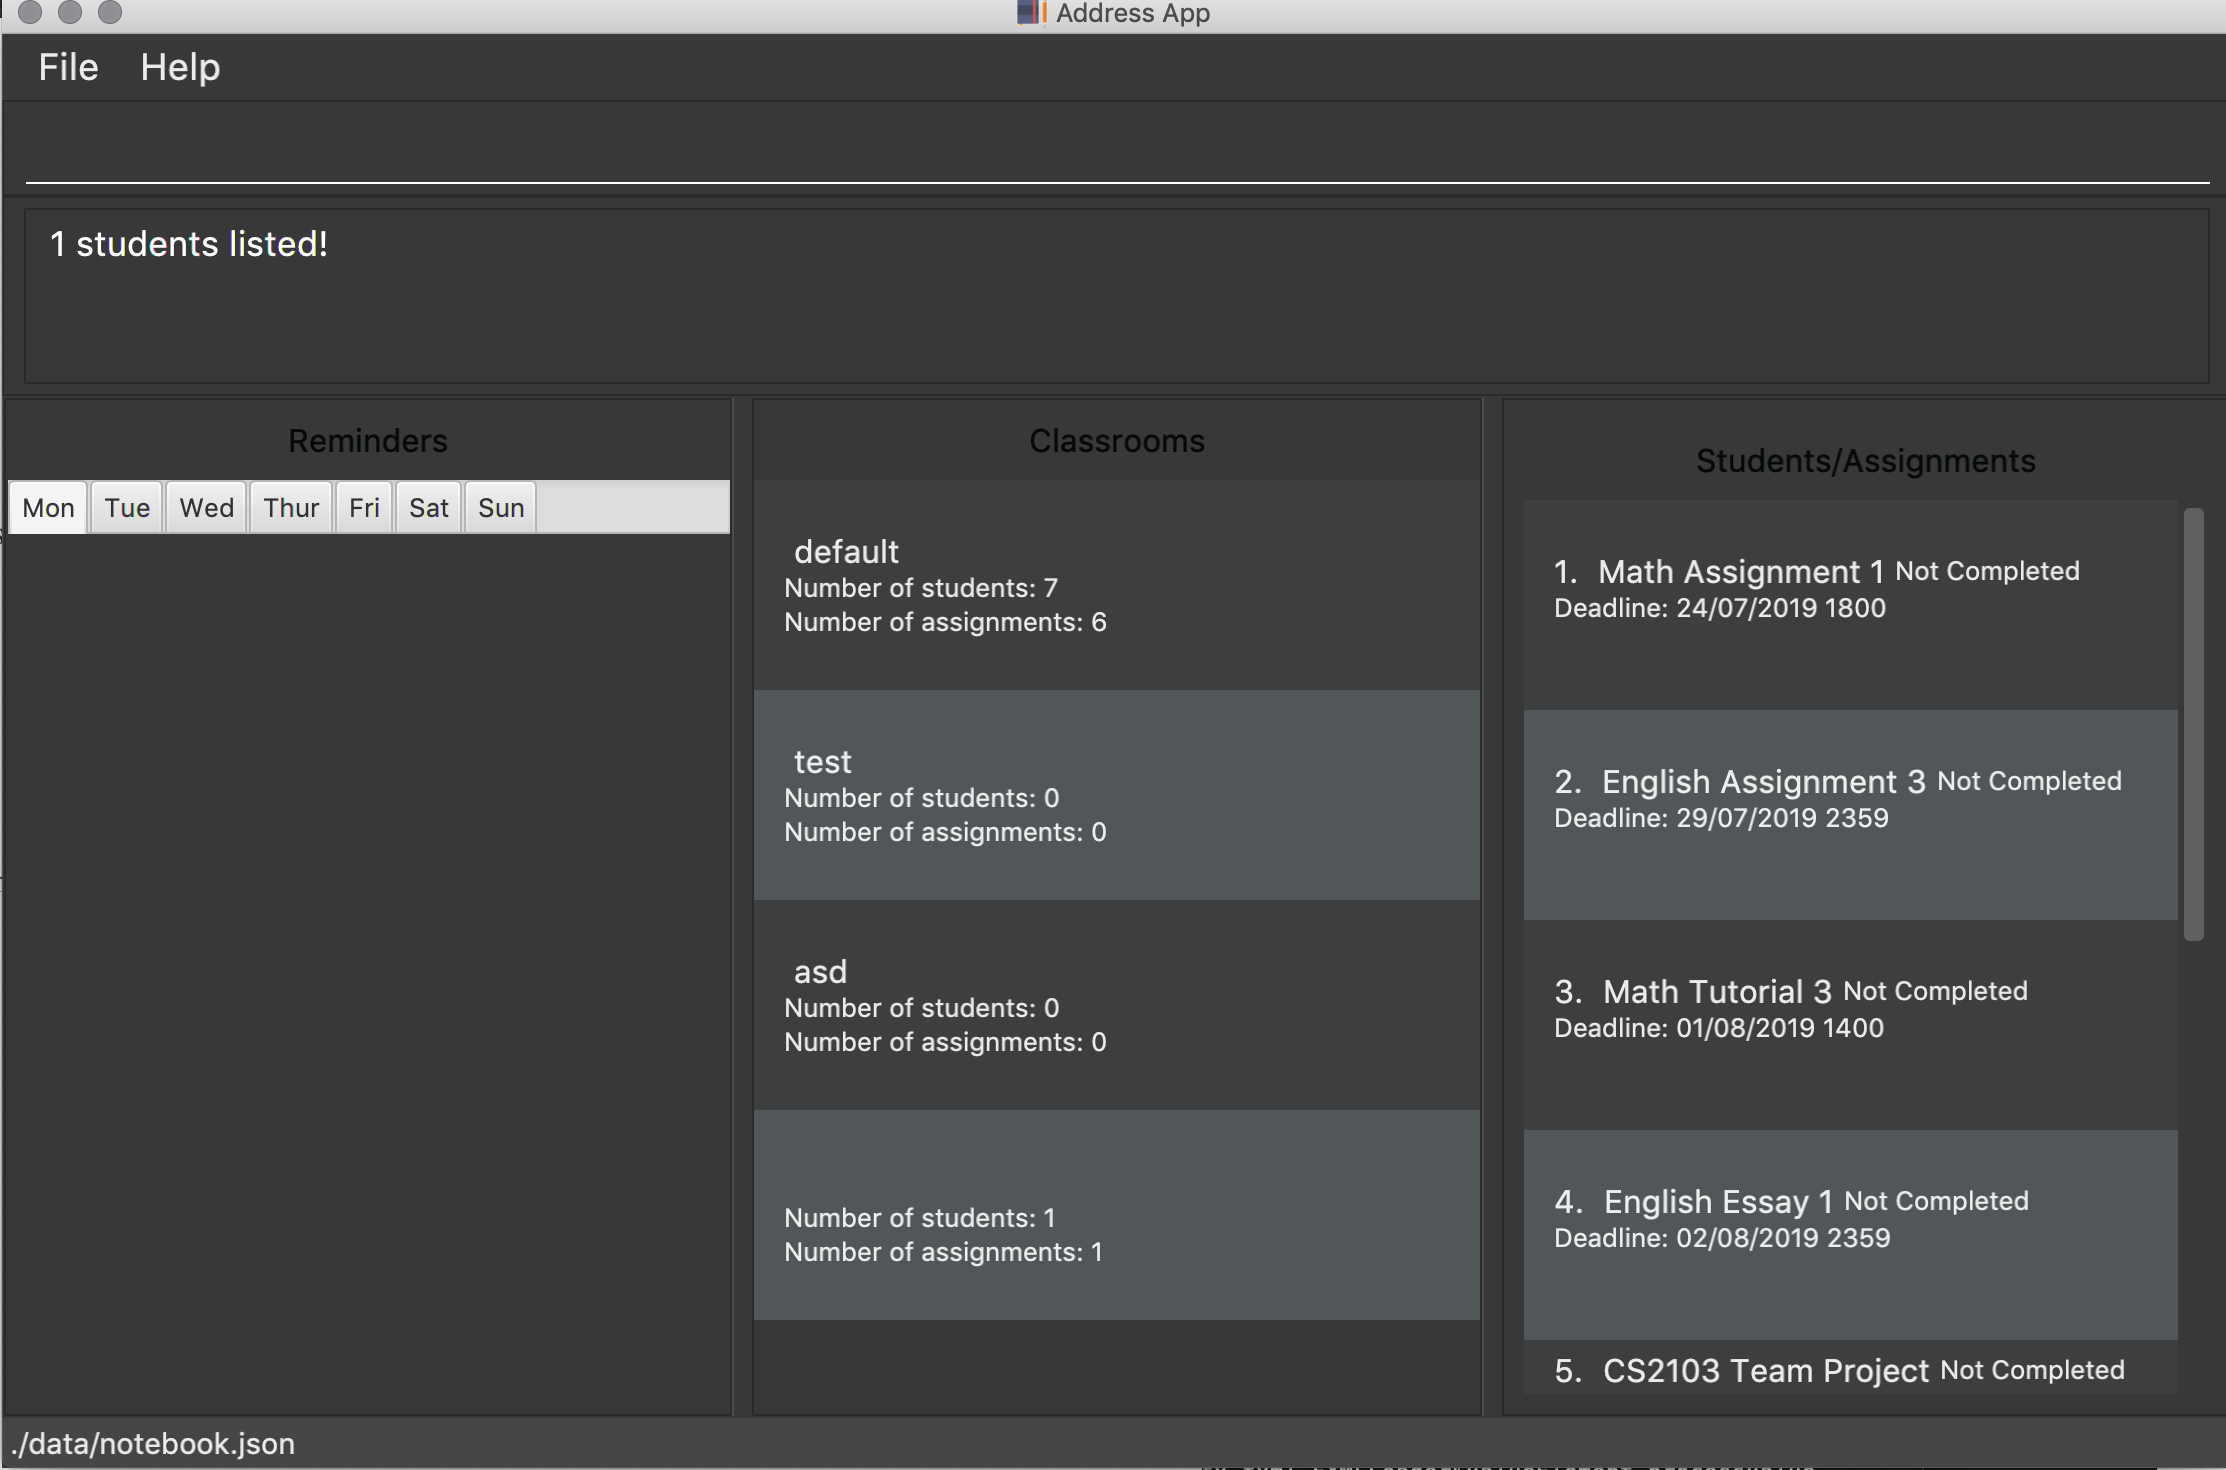 Address App
File Help
1 students listed!
Reminders
Mon Tue Wed Thur Fri Sat Sun
Classrooms
default
Number of students: 7
Number of assignments: 6
test
Number of students: 0
Number of assignments: 0
asd
Number of students: 0
Number of assignments: 0
Number of students: 1
Number of assignments: 1
Students/Assignments
1. Math Assignment 1 Not Completed
Deadline: 24/07/2019 1800
2. English Assignment 3 Not Completed
Deadline: 29/07/2019 2359
3. Math Tutorial 3 Not Completed
Deadline: 01/08/2019 1400
4. English Essay 1 Not Completed
Deadline: 02/08/2019 2359
5. CS2103 Team Project Not Completed
./data/notebook.json